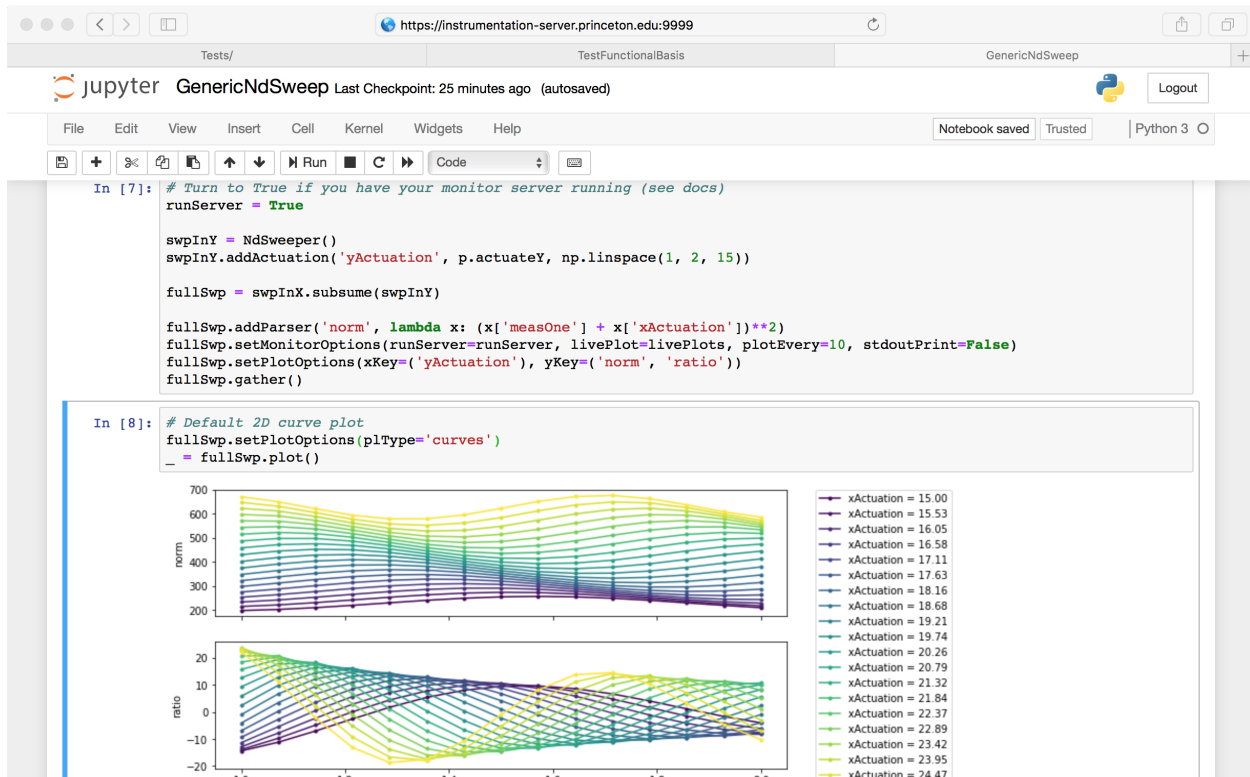 https://instrumentation-server.princeton.edu:9999
Tests/ TestFunctionalBasis GenericNdSweep
jupyter GenericNdSweep Last Checkpoint: 25 minutes ago (autosaved) Logout
File Edit View Insert Cell Kernel Widgets Help Notebook saved Trusted Python 3
Run Code
In [7]: # Turn to True if you have your monitor server running (see docs)
runServer = True
swpInY = NdSweeper()
swpInY.addActuation('yActuation', p.actuateY, np.linspace(1, 2, 15))
fullSwp = swpInX.subsume(swpInY)
fullSwp.addParser('norm', lambda x: (x['measOne'] + x['xActuation'])**2)
fullSwp.setMonitorOptions(runServer=runServer, livePlot=livePlots, plotEvery=10, stdoutPrint=False)
fullSwp.setPlotOptions(xKey=('yActuation'), yKey=('norm', 'ratio'))
fullSwp.gather()
In [8]: # Default 2D curve plot
fullSwp.setPlotOptions(plType='curves')
_ = fullSwp.plot()
700
600
500
400
300
200
norm
20
10
0
−10
−20
ratio
xActuation = 15.00
xActuation = 15.53
xActuation = 16.05
xActuation = 16.58
xActuation = 17.11
xActuation = 17.63
xActuation = 18.16
xActuation = 18.68
xActuation = 19.21
xActuation = 19.74
xActuation = 20.26
xActuation = 20.79
xActuation = 21.32
xActuation = 21.84
xActuation = 22.37
xActuation = 22.89
xActuation = 23.42
xActuation = 23.95
xActuation = 24.47